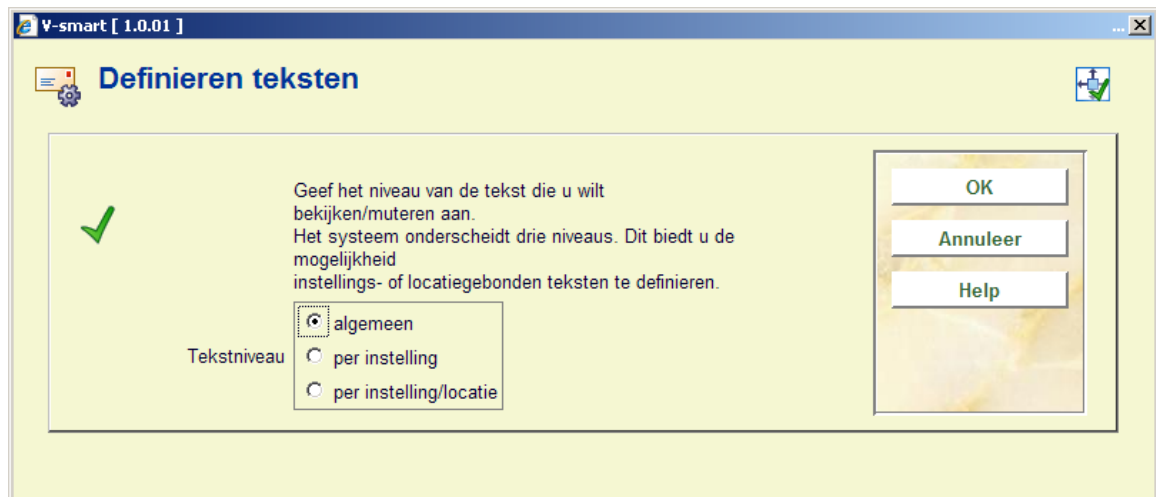 V-smart [ 1.0.01 ]
...
Definieren teksten
Geef het niveau van de tekst die u wilt
bekijken/muteren aan.
Het systeem onderscheidt drie niveaus. Dit biedt u de
mogelijkheid
instellings- of locatiegebonden teksten te definieren.
Tekstniveau
algemeen
per instelling
per instelling/locatie
OK
Annuleer
Help